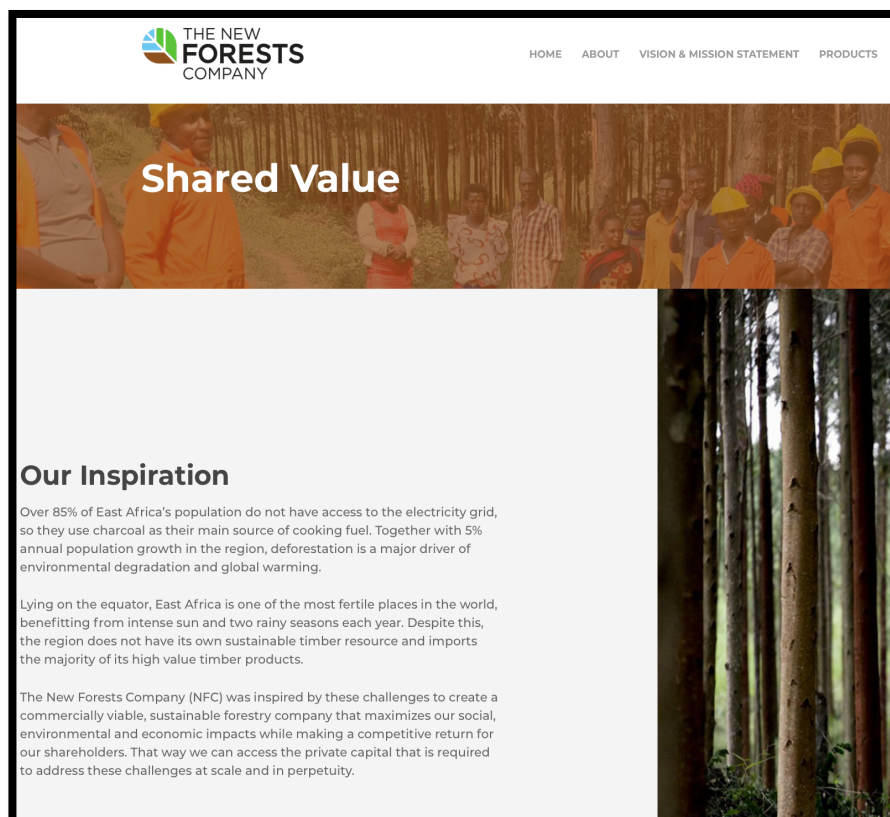 THE NEW
FORESTS
COMPANY
HOME ABOUT VISION & MISSION STATEMENT PRODUCTS
Shared Value
Our Inspiration
Over 85% of East Africa's population do not have access to the electricity grid,
so they use charcoal as their main source of cooking fuel. Together with 5%
annual population growth in the region, deforestation is a major driver of
environmental degradation and global warming.
Lying on the equator, East Africa is one of the most fertile places in the world,
benefitting from intense sun and two rainy seasons each year. Despite this,
the region does not have its own sustainable timber resource and imports
the majority of its high value timber products.
The New Forests Company (NFC) was inspired by these challenges to create a
commercially viable, sustainable forestry company that maximizes our social,
environmental and economic impacts while making a competitive return for
our shareholders. That way we can access the private capital that is required
to address these challenges at scale and in perpetuity.